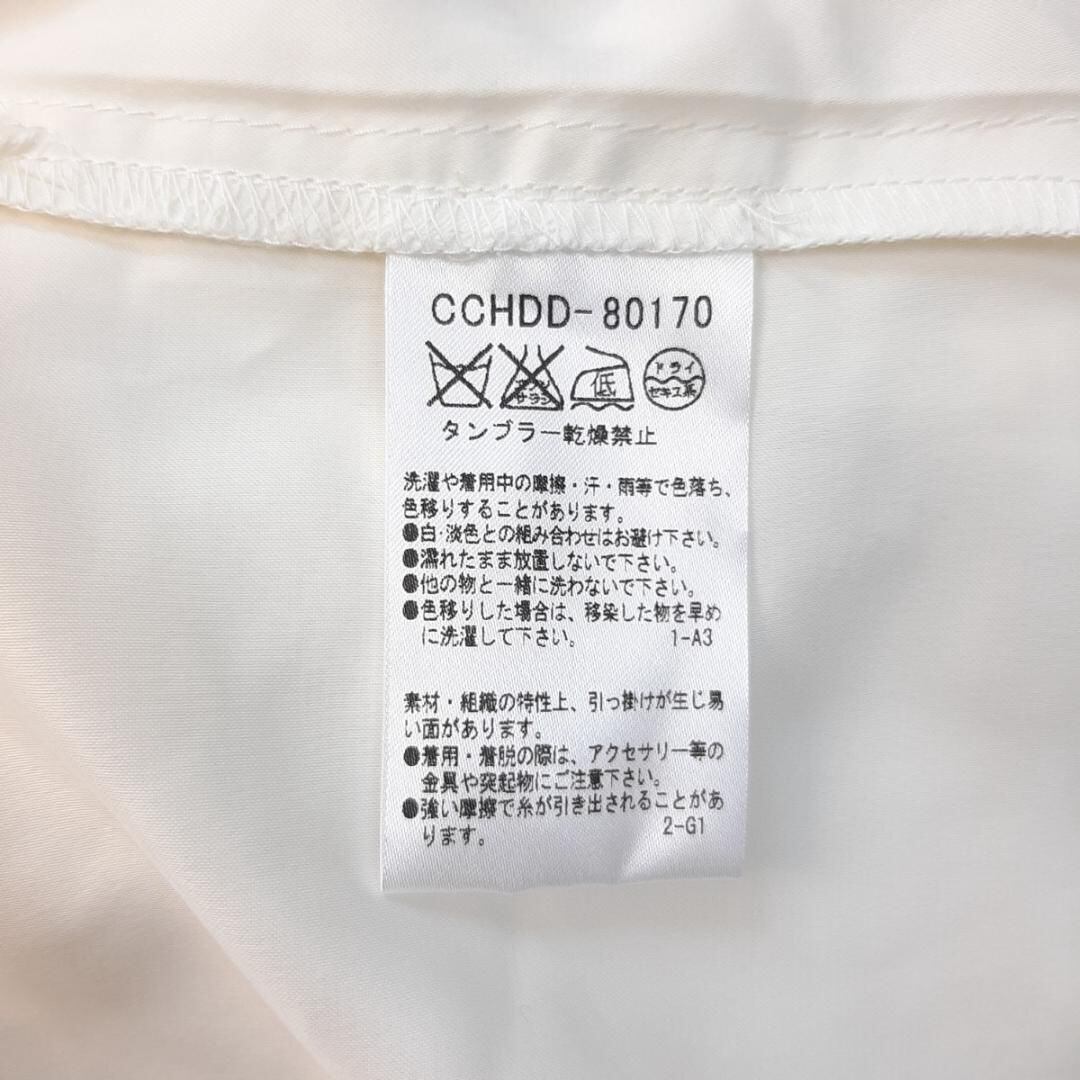 CCHDD-80170
エンソ
サラシ
低
ドライ
セキユ系
タンブラー乾燥禁止
洗濯や着用中の摩擦・汗・雨等で色落ち、
色移りすることがあります。
●白・淡色との組み合わせはお避け下さい。
●濡れたまま放置しないで下さい。
●他の物と一緒に洗わないで下さい。
●色移りした場合は、移染した物を早め
に洗濯して下さい。 1-A3
素材・組織の特性上、引っ掛けが生じ易
い面があります。
●着用・着脱の際は、アクセサリー等の
金具や突起物にご注意下さい。
●強い摩擦で糸が引き出されることがあ
ります。 2-G1